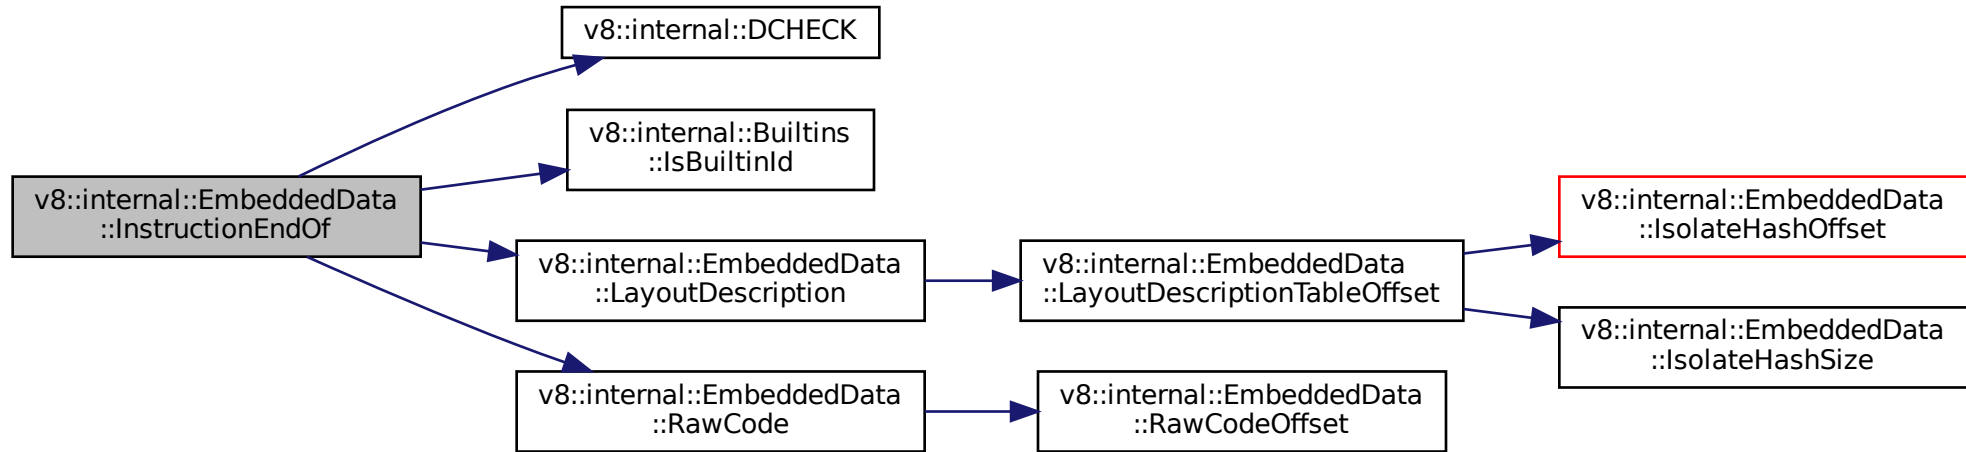 v8::internal::DCHECK
v8::internal::Builtins
::IsBuiltinId
v8::internal::EmbeddedData
::InstructionEndOf
v8::internal::EmbeddedData
::LayoutDescription
v8::internal::EmbeddedData
::LayoutDescriptionTableOffset
v8::internal::EmbeddedData
::IsolateHashOffset
v8::internal::EmbeddedData
::IsolateHashSize
v8::internal::EmbeddedData
::RawCode
v8::internal::EmbeddedData
::RawCodeOffset